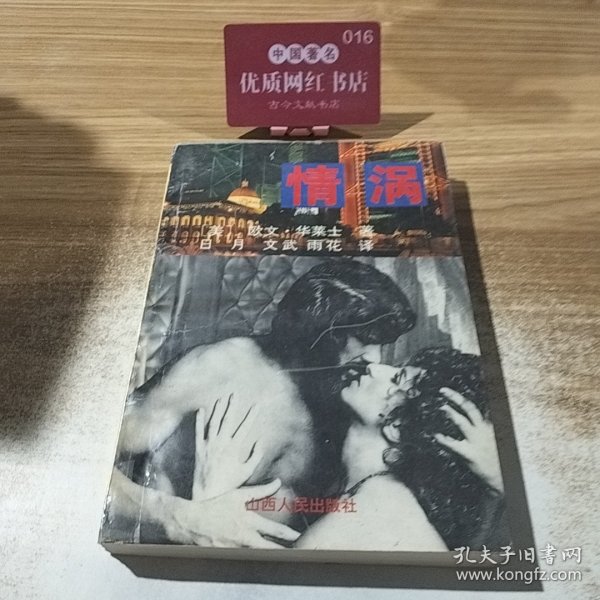 016
中国著名
优质网红书店
古今文献书店
情涡
[美] 欧文·华莱士 著
日 月 文武 雨花 译
山西人民出版社
孔夫子旧书网
www.kongfz.com